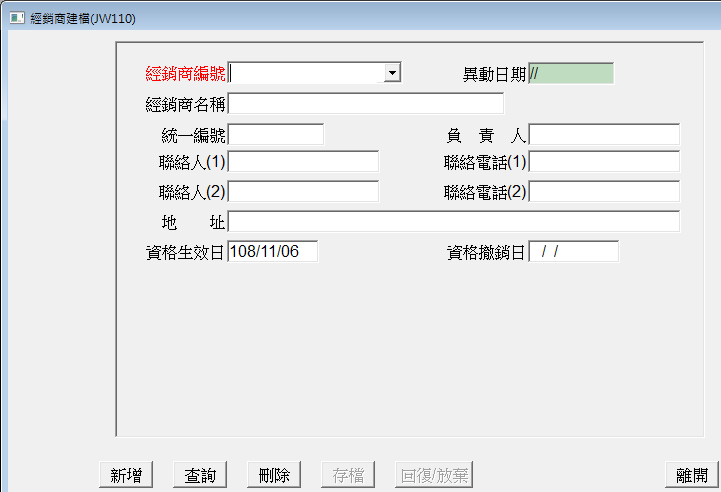 經銷商建檔(JW110)
經銷商編號 異動日期 //
經銷商名稱
統一編號 負 責 人
聯絡人(1) 聯絡電話(1)
聯絡人(2) 聯絡電話(2)
地 址
資格生效日 108/11/06 資格撤銷日 / /
新增 查詢 刪除 存檔 回復/放棄 離開